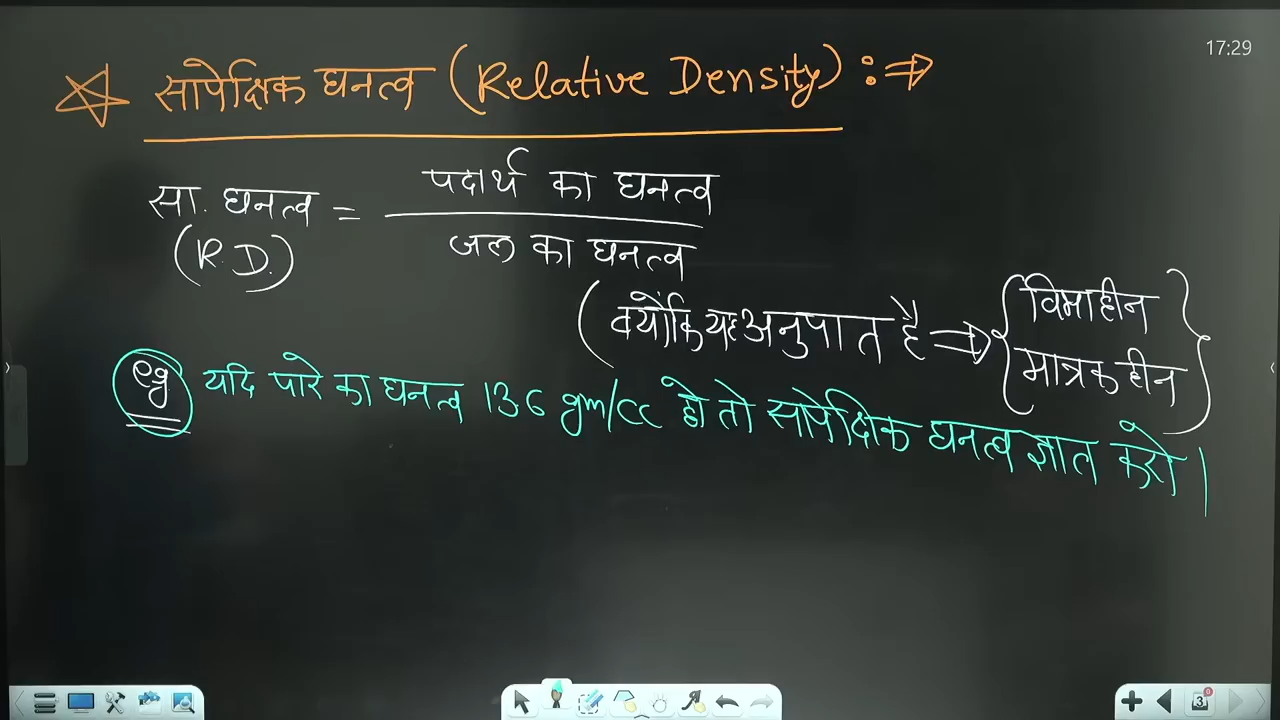 17:29
सापेक्षिक घनत्व (Relative Density) :⇒
सा. घनत्व = पदार्थ का घनत्व
(R.D.) जल का घनत्व
(क्योंकि यह अनुपात है ⇒ { विमाहीन
मात्रकहीन }
eg यदि पारे का घनत्व 13.6 gm/cc हो तो सापेक्षिक घनत्व ज्ञात करो |
3